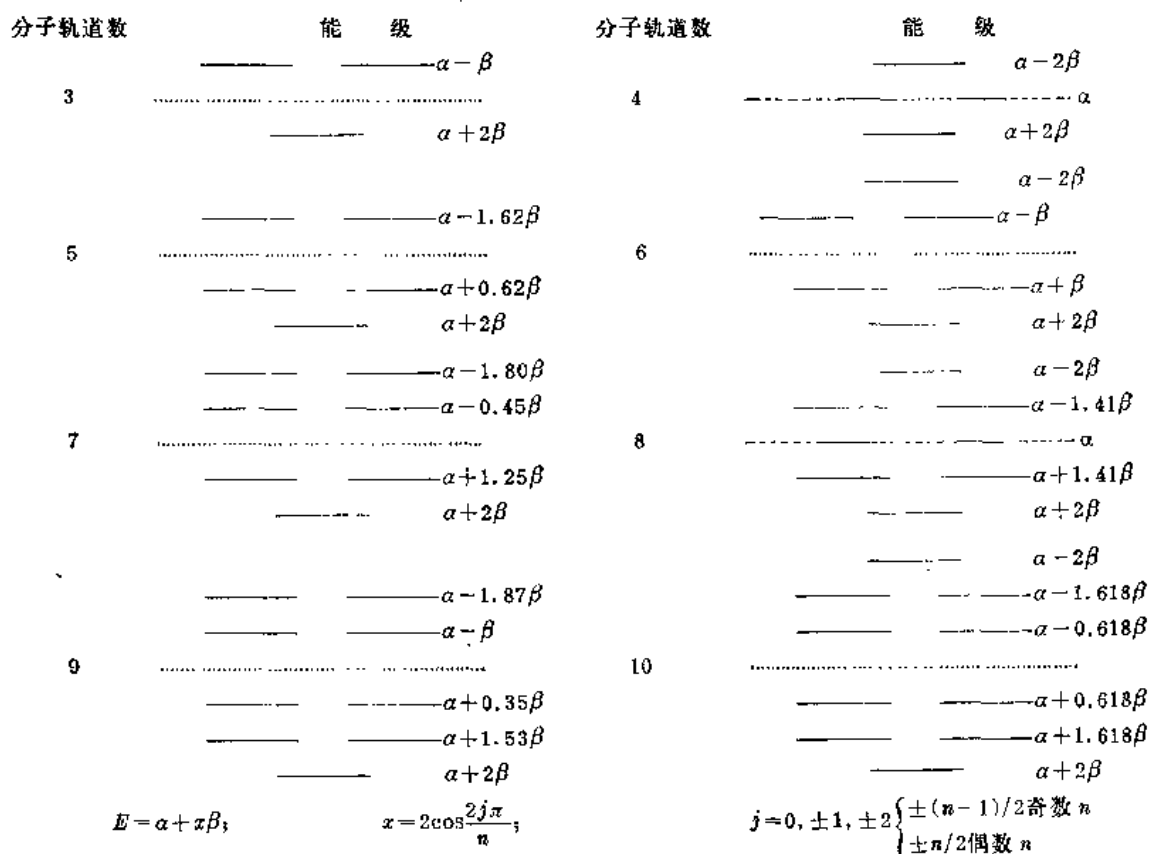 分子轨道数 能 级
α-β
3
α+2β
α-1.62β
5
α+0.62β
α+2β
α-1.80β
α-0.45β
7
α+1.25β
α+2β
α-1.87β
α-β
9
α+0.35β
α+1.53β
α+2β
分子轨道数 能 级
α-2β
4 α
α+2β
α-2β
α-β
6
α+β
α+2β
α-2β
α-1.41β
8 α
α+1.41β
α+2β
α-2β
α-1.618β
α-0.618β
10
α+0.618β
α+1.618β
α+2β
E=α+xβ; x=2cos 2jπ/n; j=0, ±1, ±2{±(n-1)/2奇数 n
±n/2偶数 n